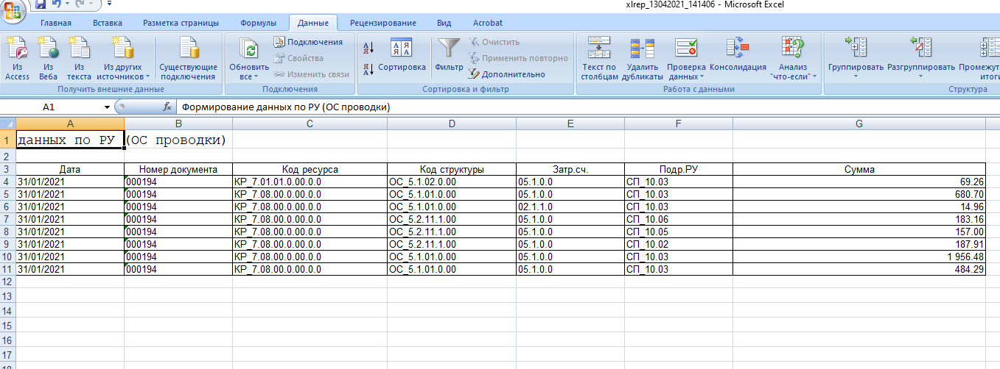 xlrep_13042021_141406 - Microsoft Excel
Главная Вставка Разметка страницы Формулы Данные Рецензирование Вид Acrobat
Из Access Из Веба Из текста Из других источников Существующие подключения
Получить внешние данные
Обновить все Подключения Свойства Изменить связи
Подключения
Сортировка Фильтр Очистить Применить повторно Дополнительно
Сортировка и фильтр
Текст по столбцам Удалить дубликаты Проверка данных Консолидация Анализ "что-если"
Работа с данными
Группировать Разгруппировать Промежут итоги
Структура
A1 fx Формирование данных по РУ (ОС проводки)
A B C D E F G
1 данных по РУ (ОС проводки)
2
3 Дата Номер документа Код ресурса Код структуры Затр.сч. Подр.РУ Сумма
4 31/01/2021 000194 КР_7.01.01.0.00.0.0 ОС_5.1.02.0.00 05.1.0.0 СП_10.03 69.26
5 31/01/2021 000194 КР_7.08.00.0.00.0.0 ОС_5.1.01.0.00 05.1.0.0 СП_10.03 680.70
6 31/01/2021 000194 КР_7.08.00.0.00.0.0 ОС_5.1.01.0.00 02.1.1.0 СП_10.03 14.96
7 31/01/2021 000194 КР_7.08.00.0.00.0.0 ОС_5.2.11.1.00 05.1.0.0 СП_10.06 183.16
8 31/01/2021 000194 КР_7.08.00.0.00.0.0 ОС_5.2.11.1.00 05.1.0.0 СП_10.05 157.00
9 31/01/2021 000194 КР_7.08.00.0.00.0.0 ОС_5.2.11.1.00 05.1.0.0 СП_10.02 187.91
10 31/01/2021 000194 КР_7.08.00.0.00.0.0 ОС_5.1.01.0.00 05.1.0.0 СП_10.03 1 956.48
11 31/01/2021 000194 КР_7.08.00.0.00.0.0 ОС_5.1.01.0.00 05.1.0.0 СП_10.03 484.29
12
13
14
15
16
17
18